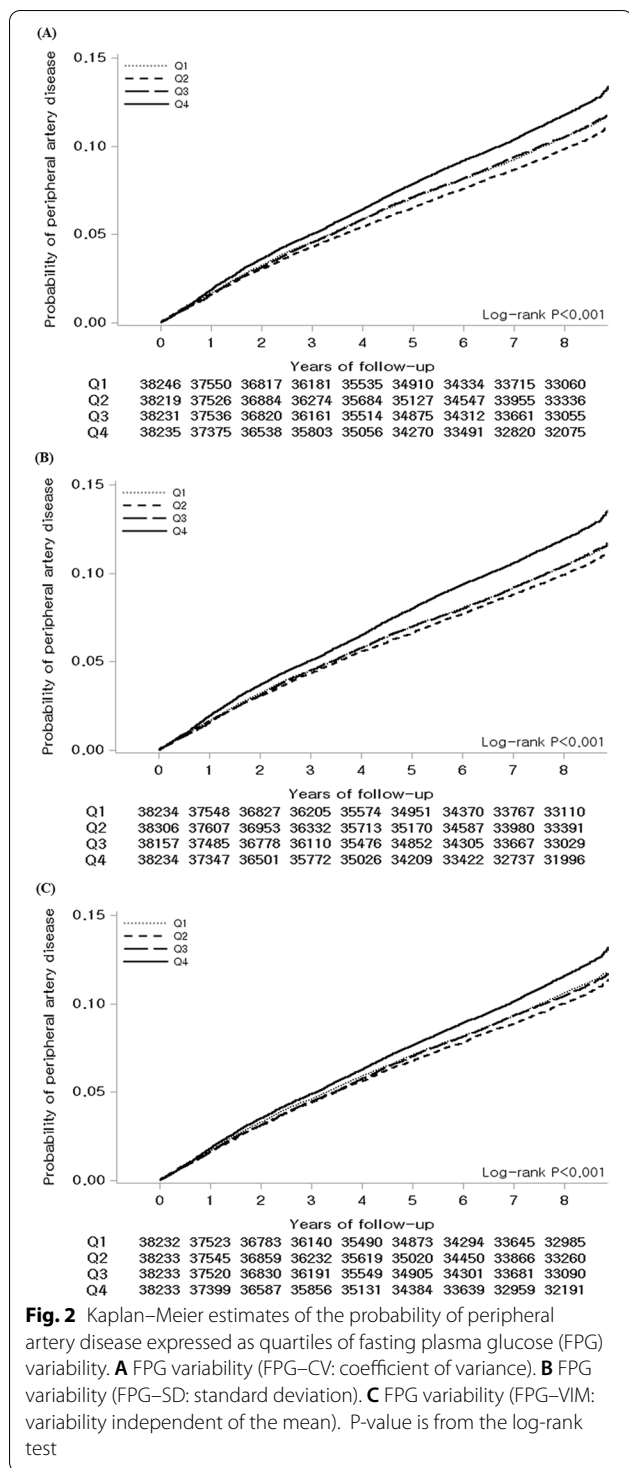 (A)
Probability of peripheral artery disease
0.15
0.10
0.05
0.00
Q1
Q2
Q3
Q4
Log-rank P<0.001
0 1 2 3 4 5 6 7 8
Years of follow-up
Q1 38246 37550 36817 36181 35535 34910 34334 33715 33060
Q2 38219 37526 36884 36274 35684 35127 34547 33955 33336
Q3 38231 37536 36820 36161 35514 34875 34312 33661 33055
Q4 38235 37375 36538 35803 35056 34270 33491 32820 32075
(B)
Probability of peripheral artery disease
0.15
0.10
0.05
0.00
Q1
Q2
Q3
Q4
Log-rank P<0.001
0 1 2 3 4 5 6 7 8
Years of follow-up
Q1 38234 37548 36827 36205 35574 34951 34370 33767 33110
Q2 38306 37607 36953 36332 35713 35170 34587 33980 33391
Q3 38157 37485 36778 36110 35476 34852 34305 33667 33029
Q4 38234 37347 36501 35772 35026 34209 33422 32737 31996
(C)
Probability of peripheral artery disease
0.15
0.10
0.05
0.00
Q1
Q2
Q3
Q4
Log-rank P<0.001
0 1 2 3 4 5 6 7 8
Years of follow-up
Q1 38232 37523 36783 36140 35490 34873 34294 33645 32985
Q2 38233 37545 36859 36232 35619 35020 34450 33866 33260
Q3 38233 37520 36830 36191 35549 34905 34301 33681 33090
Q4 38233 37399 36587 35856 35131 34384 33639 32959 32191
Fig. 2 Kaplan–Meier estimates of the probability of peripheral
artery disease expressed as quartiles of fasting plasma glucose (FPG)
variability. A FPG variability (FPG–CV: coefficient of variance). B FPG
variability (FPG–SD: standard deviation). C FPG variability (FPG–VIM:
variability independent of the mean). P-value is from the log-rank
test